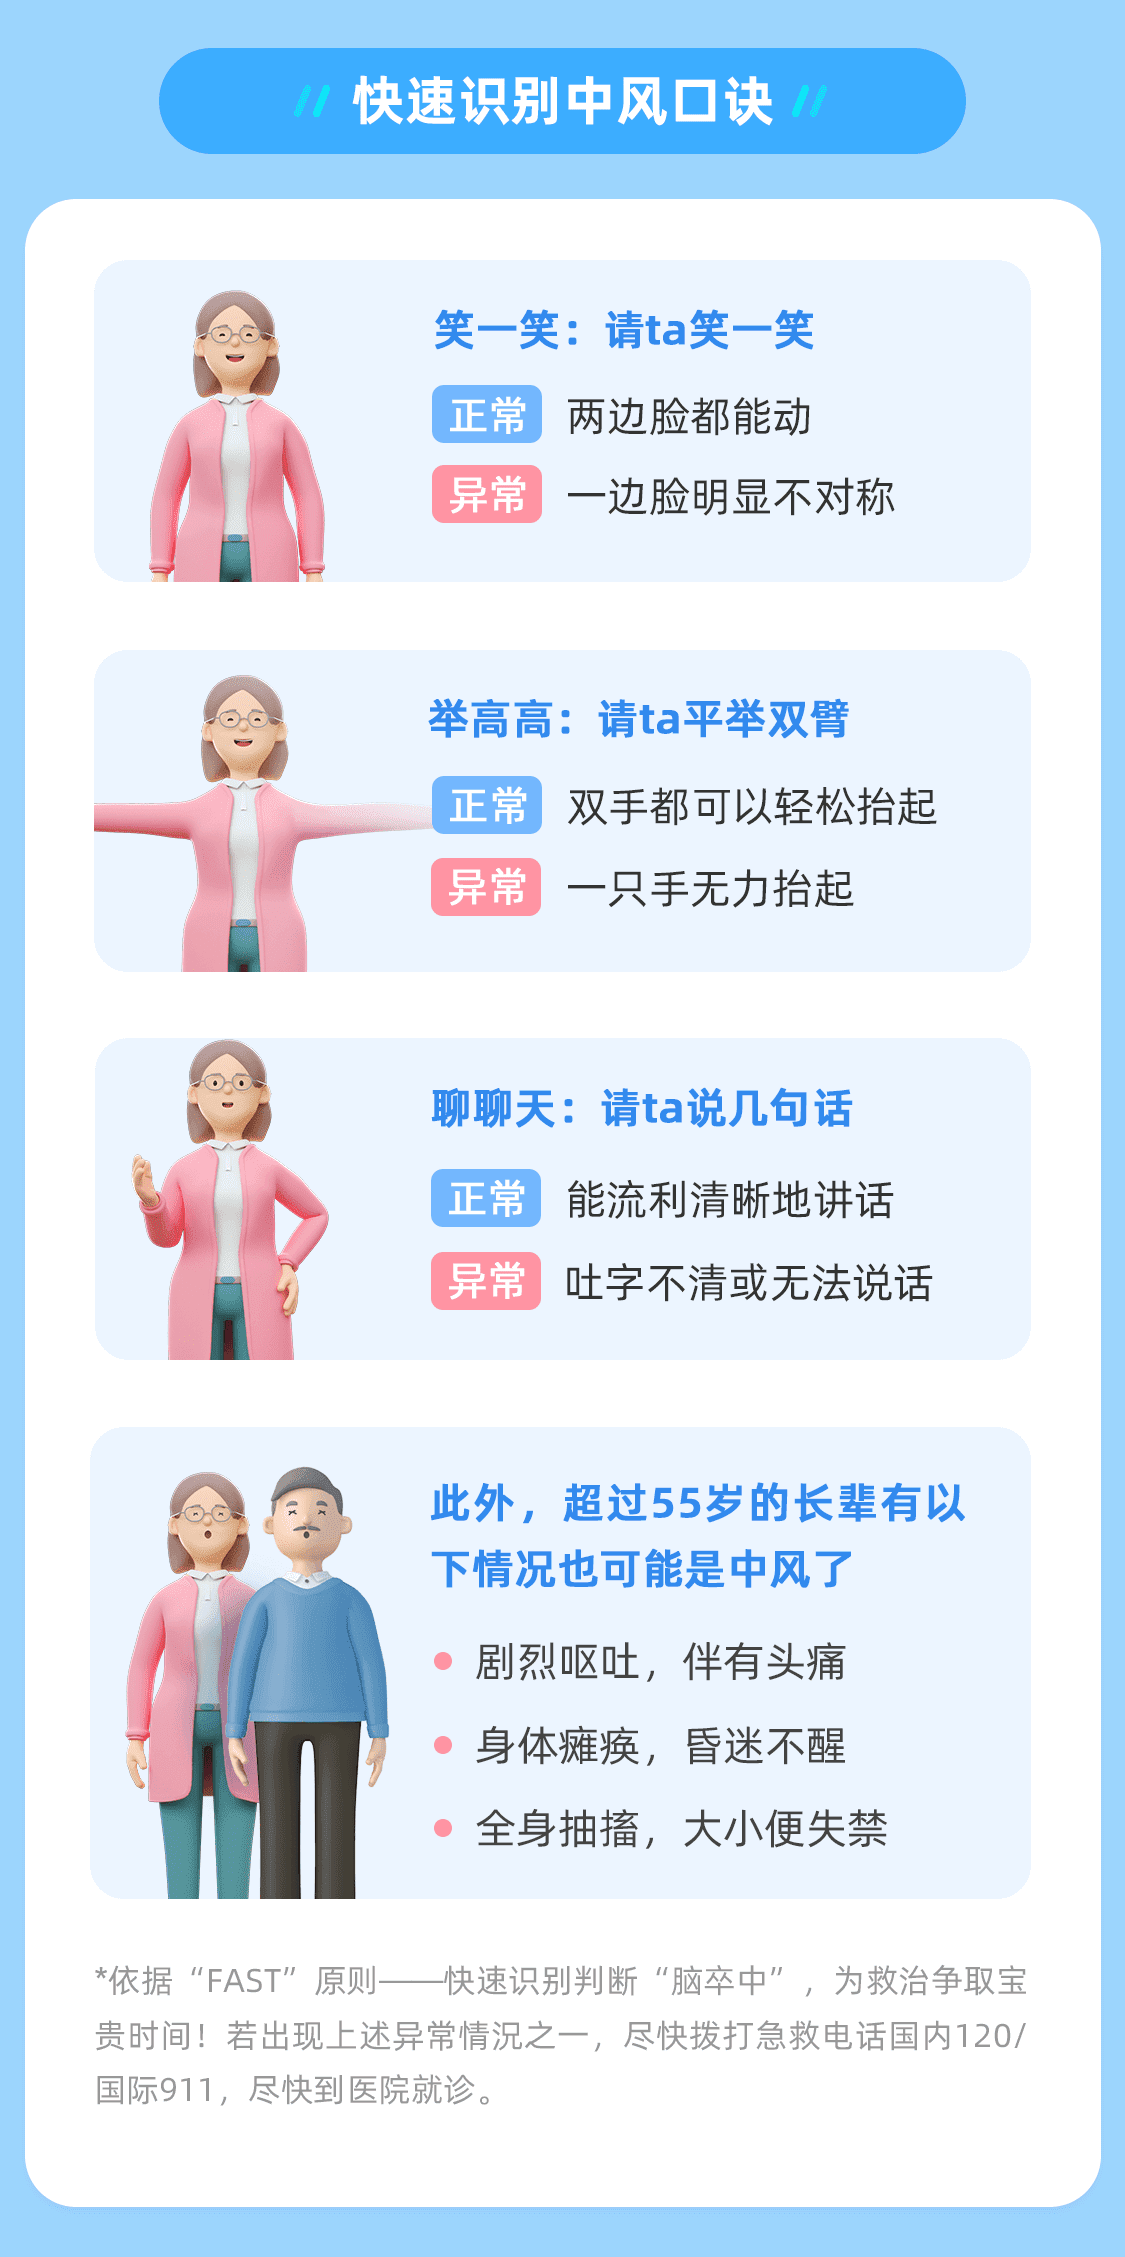 快速识别中风口诀
笑一笑：请ta笑一笑
正常 两边脸都能动
异常 一边脸明显不对称
举高高：请ta平举双臂
正常 双手都可以轻松抬起
异常 一只手无力抬起
聊聊天：请ta说几句话
正常 能流利清晰地讲话
异常 吐字不清或无法说话
此外，超过55岁的长辈有以
下情况也可能是中风了
剧烈呕吐，伴有头痛
身体瘫痪，昏迷不醒
全身抽搐，大小便失禁
*依据“FAST”原则——快速识别判断“脑卒中”，为救治争取宝
贵时间！若出现上述异常情况之一，尽快拨打急救电话国内120/
国际911，尽快到医院就诊。